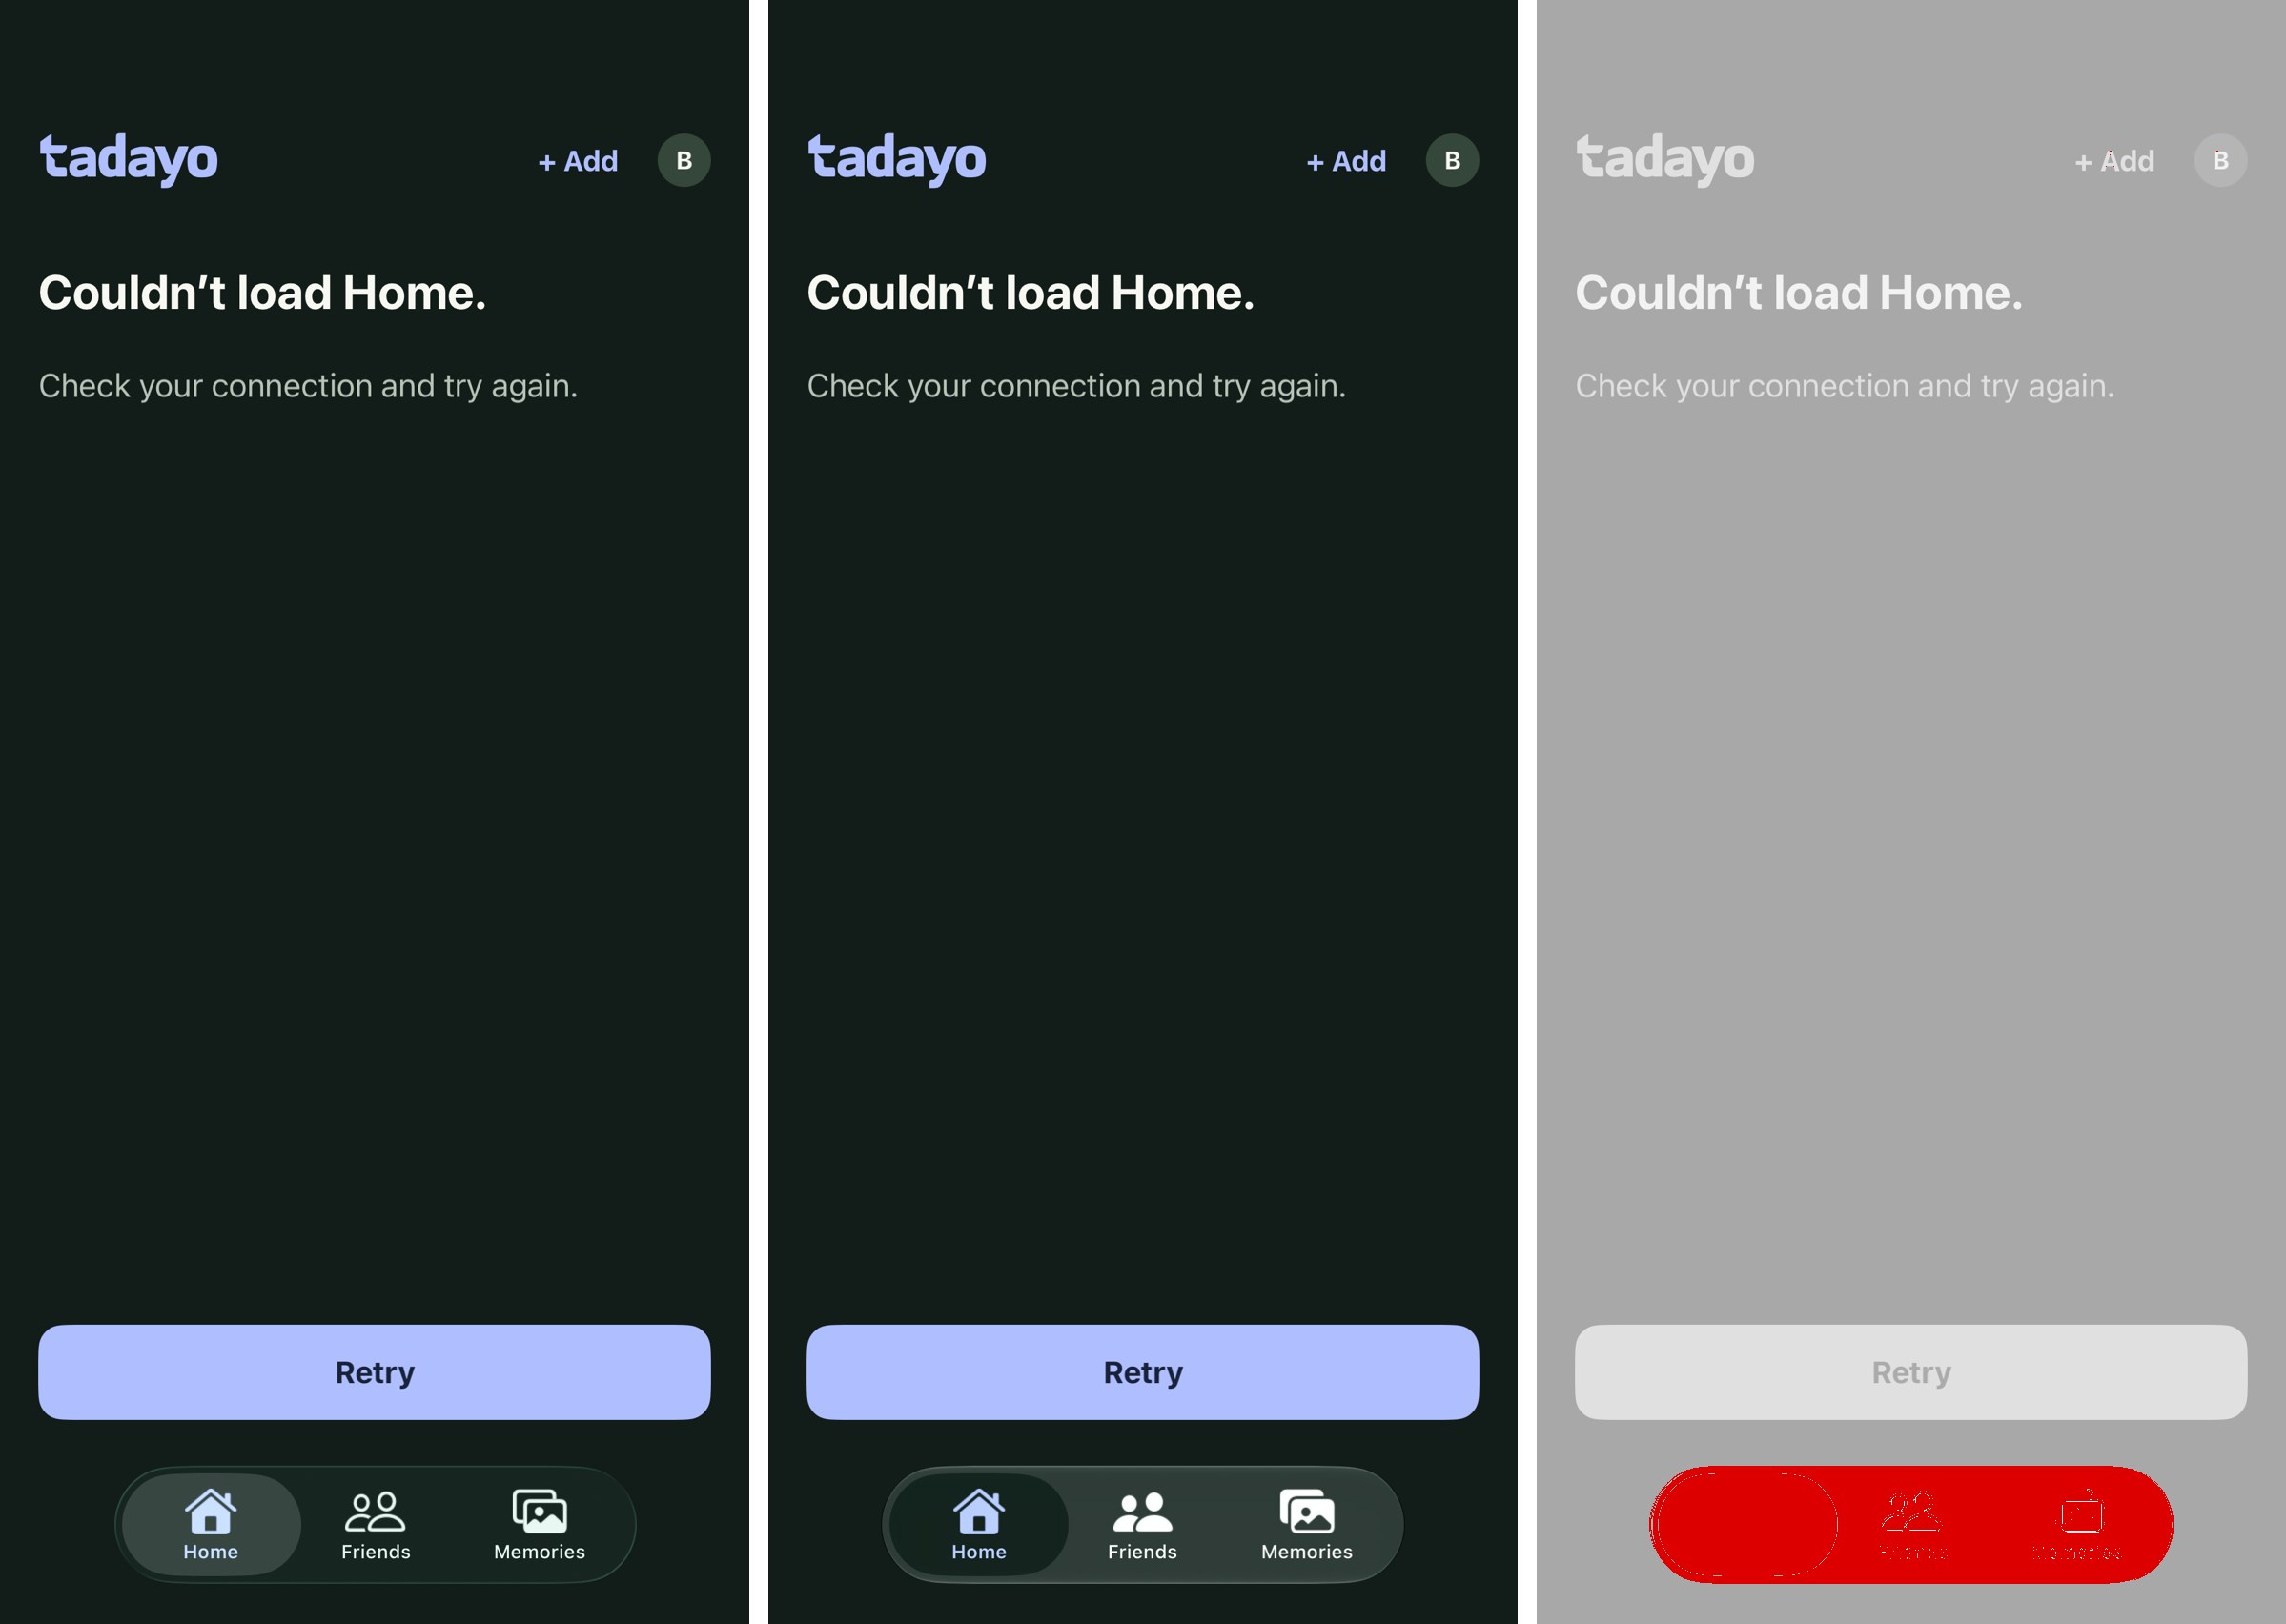 tadayo + Add B
Couldn’t load Home.
Check your connection and try again.
Retry
Home Friends Memories
tadayo + Add B
Couldn’t load Home.
Check your connection and try again.
Retry
Home Friends Memories
tadayo + Add B
Couldn’t load Home.
Check your connection and try again.
Retry
Friends Memories